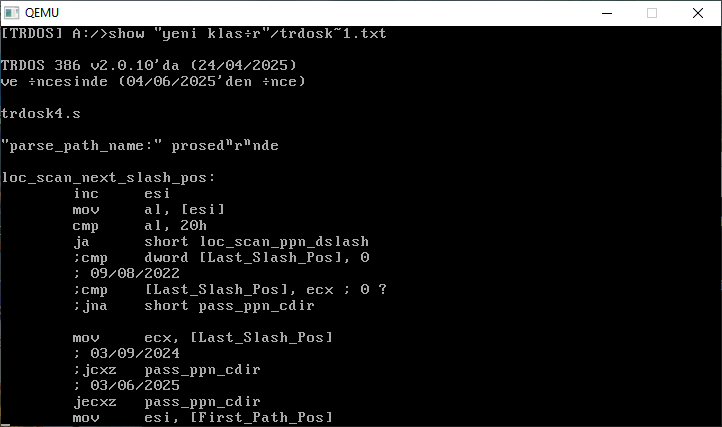 QEMU
[TRDOS] A:/>show "yeni klas÷r"/trdosk~1.txt
TRDOS 386 v2.0.10'da (24/04/2025)
ve ÷ncesinde (04/06/2025'den ÷nce)
trdosk4.s
"parse_path_name:" prosedⁿrⁿnde
loc_scan_next_slash_pos:
inc esi
mov al, [esi]
cmp al, 20h
ja short loc_scan_ppn_dslash
;cmp dword [Last_Slash_Pos], 0
; 09/08/2022
;cmp [Last_Slash_Pos], ecx ; 0 ?
;jna short pass_ppn_cdir
mov ecx, [Last_Slash_Pos]
; 03/09/2024
;jcxz pass_ppn_cdir
; 03/06/2025
jecxz pass_ppn_cdir
mov esi, [First_Path_Pos]